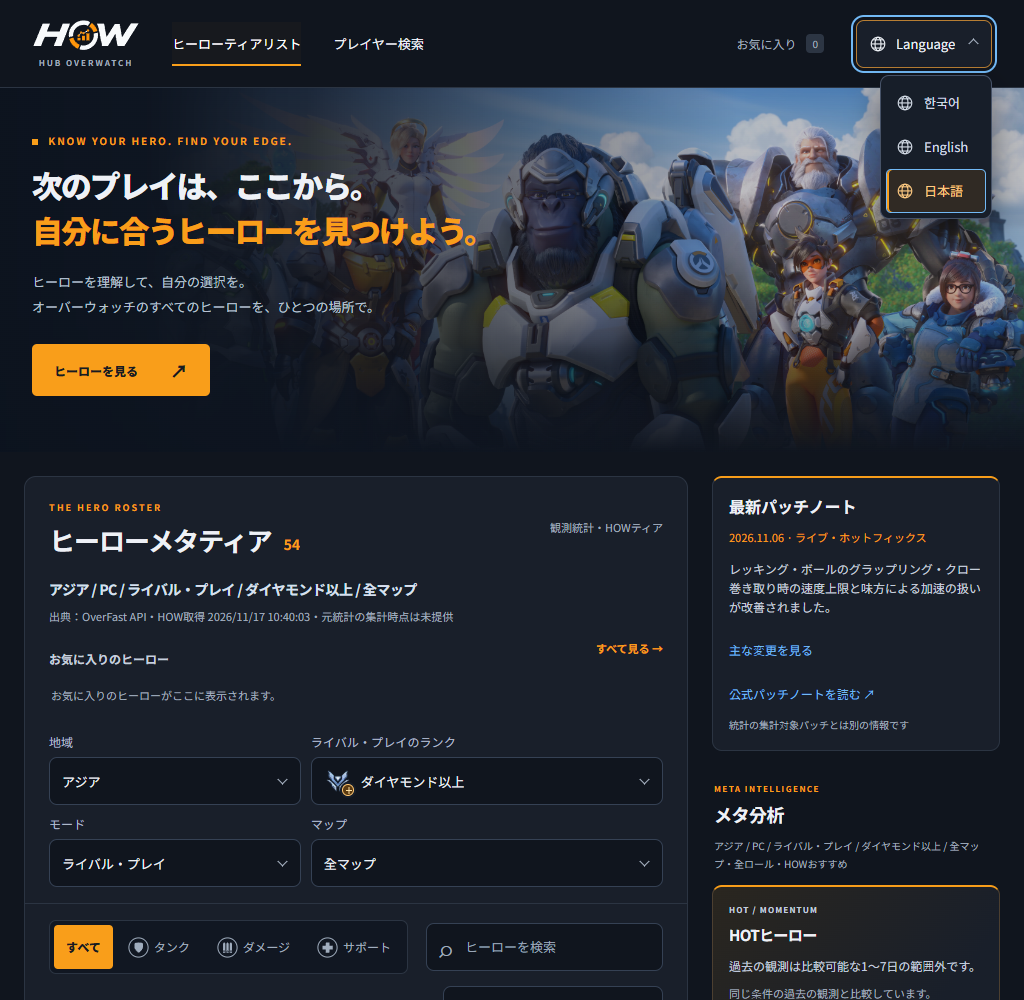 HOW
HUB OVERWATCH
ヒーローティアリスト
プレイヤー検索
お気に入り 0
Language
한국어
English
日本語
KNOW YOUR HERO. FIND YOUR EDGE.
次のプレイは、ここから。
自分に合うヒーローを見つけよう。
ヒーローを理解して、自分の選択を。
オーバーウォッチのすべてのヒーローを、ひとつの場所で。
ヒーローを見る ↗
THE HERO ROSTER
ヒーローメタティア 54
観測統計・HOWティア
アジア / PC / ライバル・プレイ / ダイヤモンド以上 / 全マップ
出典：OverFast API・HOW取得 2026/11/17 10:40:03・元統計の集計時点は未提供
お気に入りのヒーロー
すべて見る →
お気に入りのヒーローがここに表示されます。
地域
ライバル・プレイのランク
アジア
ダイヤモンド以上
モード
マップ
ライバル・プレイ
全マップ
すべて
タンク
ダメージ
サポート
ヒーローを検索
最新パッチノート
2026.11.06 · ライブ・ホットフィックス
レッキング・ボールのグラップリング・クロー
巻き取り時の速度上限と味方による加速の扱い
が改善されました。
主な変更を見る
公式パッチノートを読む ↗
統計の集計対象パッチとは別の情報です
META INTELLIGENCE
メタ分析
アジア / PC / ライバル・プレイ / ダイヤモンド以上 / 全マッ
プ・全ロール・HOWおすすめ
HOT / MOMENTUM
HOTヒーロー
過去の観測は比較可能な1〜7日の範囲外です。
同じ条件の過去の観測と比較しています。